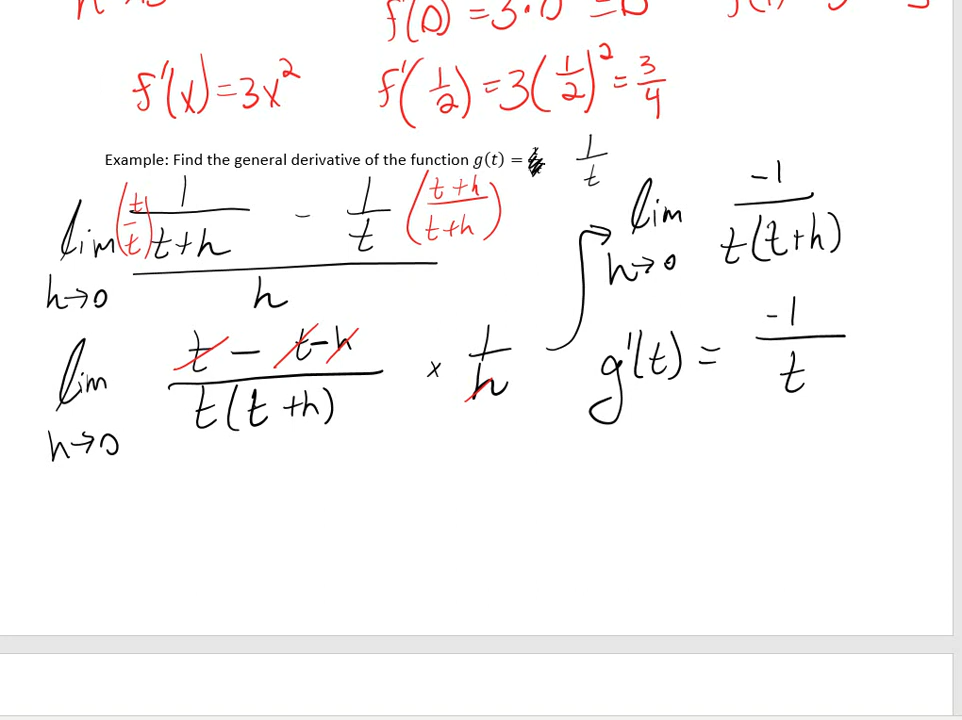 f(0) = 3·0 = 0
f'(x) = 3x² f'(1/2) = 3(1/2)² = 3/4
Example: Find the general derivative of the function g(t) = 1/t
lim h→0 ((t/t) 1/(t+h) - 1/t ((t+h)/(t+h)))/h
lim h→0 (t - t-h)/(t(t+h)) × 1/h
lim h→0 -1/(t(t+h))
g'(t) = -1/t